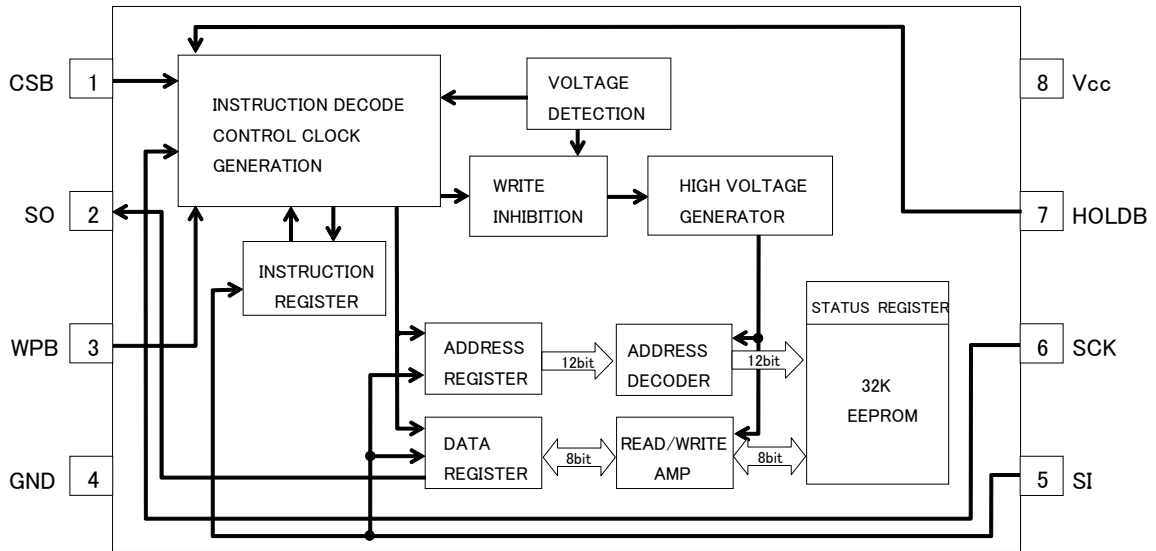 CSB
1
INSTRUCTION DECODE
CONTROL CLOCK
GENERATION
VOLTAGE
DETECTION
8
Vcc
WRITE
INHIBITION
HIGH VOLTAGE
GENERATOR
SO
2
7
HOLDB
INSTRUCTION
REGISTER
STATUS REGISTER
WPB
3
ADDRESS
REGISTER
12bit
ADDRESS
DECODER
12bit
32K
EEPROM
6
SCK
DATA
REGISTER
8bit
READ/WRITE
AMP
8bit
GND
4
5
SI